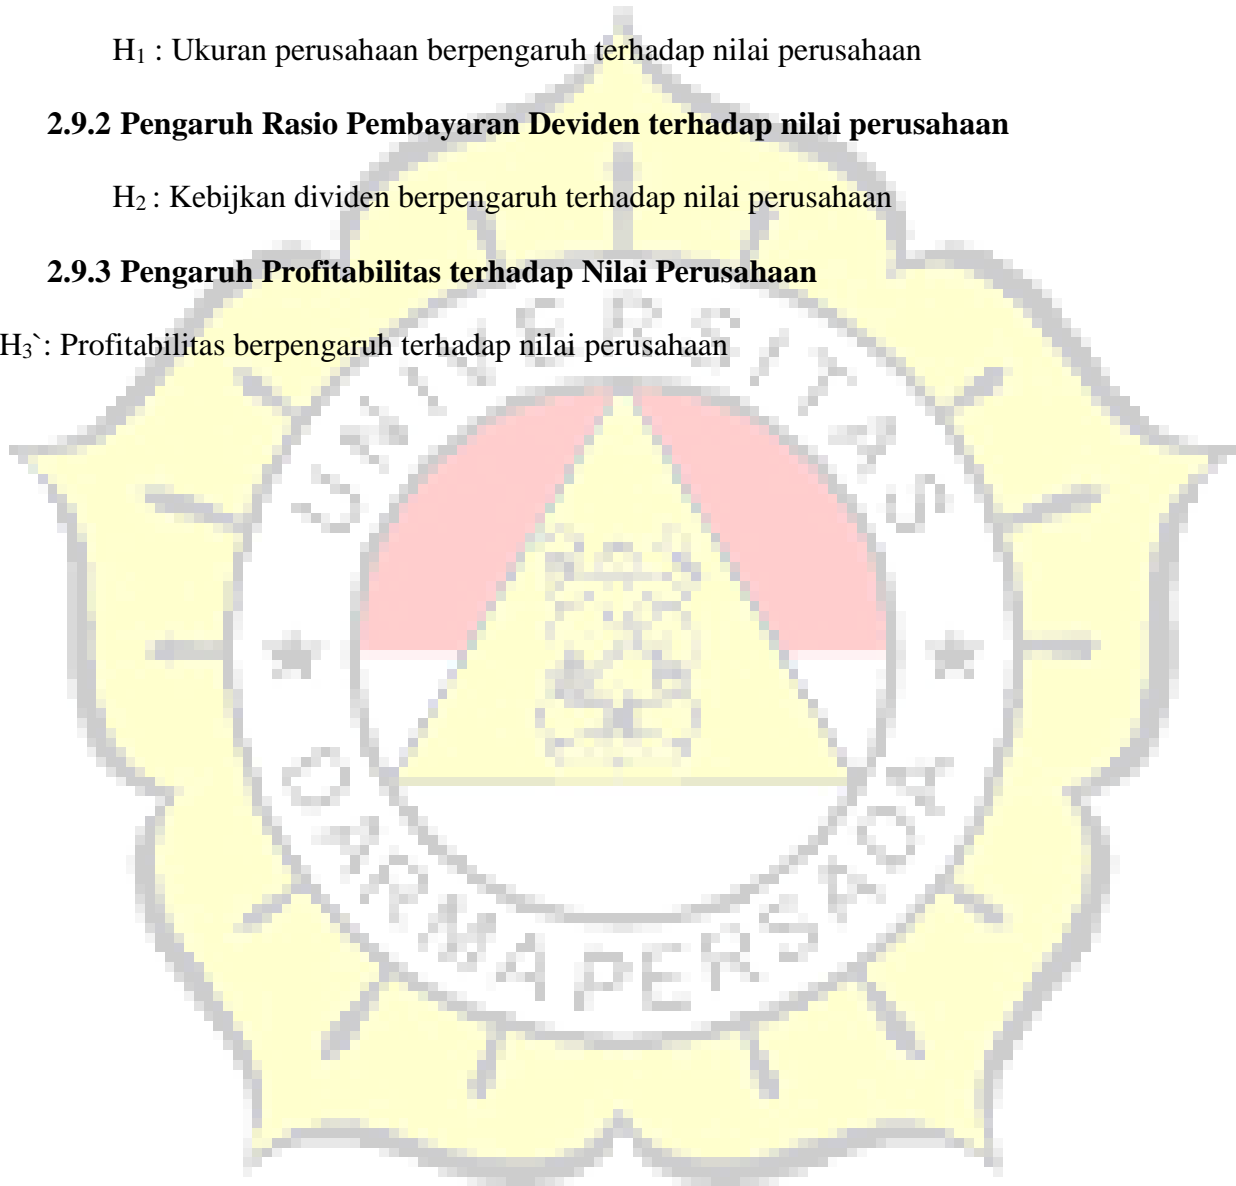 H₁ : Ukuran perusahaan berpengaruh terhadap nilai perusahaan
2.9.2 Pengaruh Rasio Pembayaran Deviden terhadap nilai perusahaan
H₂ : Kebijkan dividen berpengaruh terhadap nilai perusahaan
2.9.3 Pengaruh Profitabilitas terhadap Nilai Perusahaan
H₃`: Profitabilitas berpengaruh terhadap nilai perusahaan
UNIVERSITAS
DARMA PERSADA